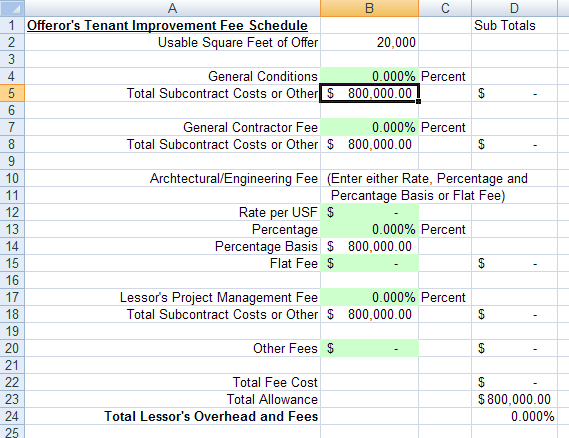 A B C D
1 Offeror's Tenant Improvement Fee Schedule Sub Totals
2 Usable Square Feet of Offer 20,000
3
4 General Conditions 0.000% Percent
5 Total Subcontract Costs or Other $ 800,000.00 $ -
6
7 General Contractor Fee 0.000% Percent
8 Total Subcontract Costs or Other $ 800,000.00 $ -
9
10 Archtectural/Engineering Fee (Enter either Rate, Percentage and
11 Percantage Basis or Flat Fee)
12 Rate per USF $ -
13 Percentage 0.000% Percent
14 Percentage Basis $ 800,000.00
15 Flat Fee $ - $ -
16
17 Lessor's Project Management Fee 0.000% Percent
18 Total Subcontract Costs or Other $ 800,000.00 $ -
19
20 Other Fees $ - $ -
21
22 Total Fee Cost $ -
23 Total Allowance $800,000.00
24 Total Lessor's Overhead and Fees 0.000%
25